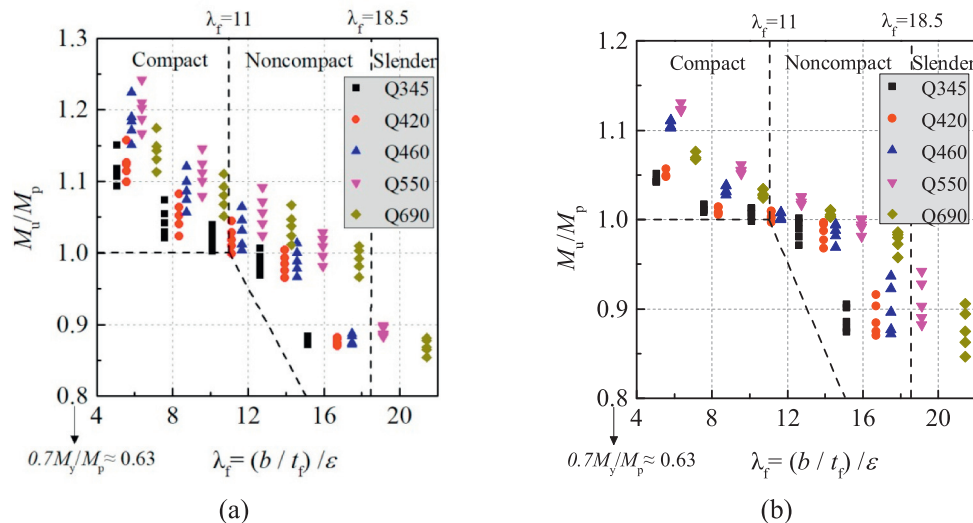 λf=11
λf=18.5
1.3
1.2
1.1
1.0
0.9
0.8
Mu/Mp
Compact
Noncompact
Slender
Q345
Q420
Q460
Q550
Q690
4
8
12
16
20
0.7My/Mp≈0.63
λf = (b / tf) /ε
(a)
λf=11
λf=18.5
1.2
1.1
1.0
0.9
0.8
Mu/Mp
Compact
Noncompact
Slender
Q345
Q420
Q460
Q550
Q690
4
8
12
16
20
0.7My/Mp≈0.63
λf = (b / tf) /ε
(b)